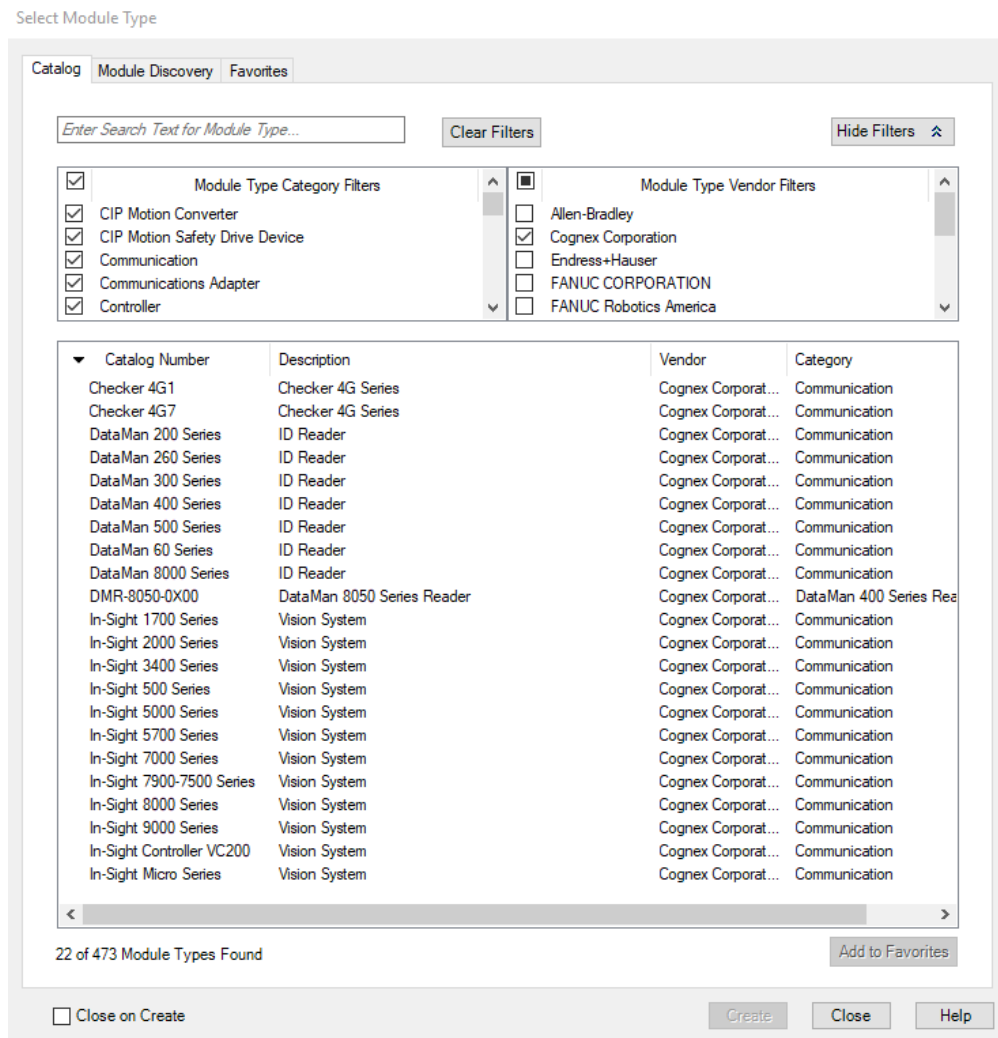 Select Module Type
Catalog Module Discovery Favorites
Enter Search Text for Module Type... Clear Filters Hide Filters
Module Type Category Filters Module Type Vendor Filters
CIP Motion Converter Allen-Bradley
CIP Motion Safety Drive Device Cognex Corporation
Communication Endress+Hauser
Communications Adapter FANUC CORPORATION
Controller FANUC Robotics America
Catalog Number Description Vendor Category
Checker 4G1 Checker 4G Series Cognex Corporat... Communication
Checker 4G7 Checker 4G Series Cognex Corporat... Communication
DataMan 200 Series ID Reader Cognex Corporat... Communication
DataMan 260 Series ID Reader Cognex Corporat... Communication
DataMan 300 Series ID Reader Cognex Corporat... Communication
DataMan 400 Series ID Reader Cognex Corporat... Communication
DataMan 500 Series ID Reader Cognex Corporat... Communication
DataMan 60 Series ID Reader Cognex Corporat... Communication
DataMan 8000 Series ID Reader Cognex Corporat... Communication
DMR-8050-0X00 DataMan 8050 Series Reader Cognex Corporat... DataMan 400 Series Rea
In-Sight 1700 Series Vision System Cognex Corporat... Communication
In-Sight 2000 Series Vision System Cognex Corporat... Communication
In-Sight 3400 Series Vision System Cognex Corporat... Communication
In-Sight 500 Series Vision System Cognex Corporat... Communication
In-Sight 5000 Series Vision System Cognex Corporat... Communication
In-Sight 5700 Series Vision System Cognex Corporat... Communication
In-Sight 7000 Series Vision System Cognex Corporat... Communication
In-Sight 7900-7500 Series Vision System Cognex Corporat... Communication
In-Sight 8000 Series Vision System Cognex Corporat... Communication
In-Sight 9000 Series Vision System Cognex Corporat... Communication
In-Sight Controller VC200 Vision System Cognex Corporat... Communication
In-Sight Micro Series Vision System Cognex Corporat... Communication
22 of 473 Module Types Found Add to Favorites
Close on Create Create Close Help